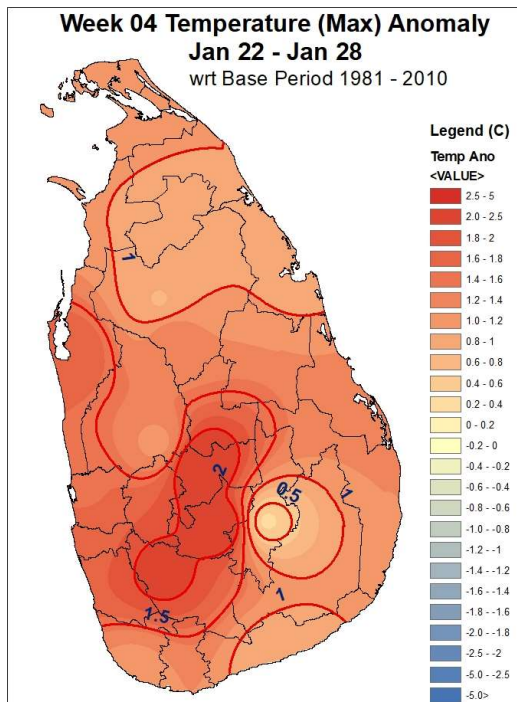 Week 04 Temperature (Max) Anomaly
Jan 22 - Jan 28
wrt Base Period 1981 - 2010
Legend (C)
Temp Ano
<VALUE>
2.5 - 5
2.0 - 2.5
1.8 - 2
1.6 - 1.8
1.4 - 1.6
1.2 - 1.4
1.0 - 1.2
0.8 - 1
0.6 - 0.8
0.4 - 0.6
0.2 - 0.4
0 - 0.2
-0.2 - 0
-0.4 - -0.2
-0.6 - -0.4
-0.8 - -0.6
-1.0 - -0.8
-1.2 - -1
-1.4 - -1.2
-1.6 - -1.4
-1.8 - -1.6
-2.0 - -1.8
-2.5 - -2
-5.0 - -2.5
-5.0>
1
2
0.5
1
1
1.5